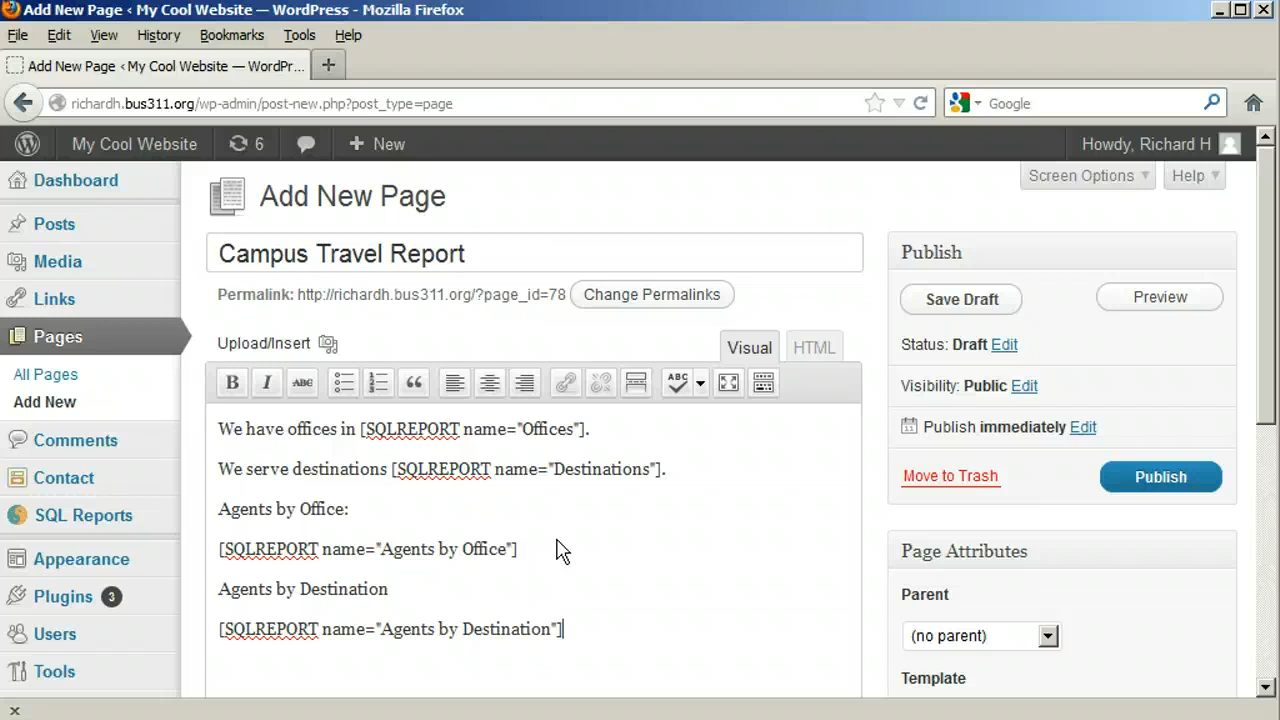 Add New Page ‹ My Cool Website — WordPress - Mozilla Firefox
File Edit View History Bookmarks Tools Help
Add New Page ‹ My Cool Website — WordPr...
richardh.bus311.org/wp-admin/post-new.php?post_type=page
Google
My Cool Website 6 + New Howdy, Richard H
Screen Options Help
Dashboard
Posts
Media
Links
Pages
All Pages
Add New
Comments
Contact
SQL Reports
Appearance
Plugins 3
Users
Tools
Add New Page
Campus Travel Report
Permalink: http://richardh.bus311.org/?page_id=78 Change Permalinks
Upload/Insert
Visual HTML
B I ABC ABC
We have offices in [SQLREPORT name="Offices"].
We serve destinations [SQLREPORT name="Destinations"].
Agents by Office:
[SQLREPORT name="Agents by Office"]
Agents by Destination
[SQLREPORT name="Agents by Destination"]
Publish
Save Draft Preview
Status: Draft Edit
Visibility: Public Edit
Publish immediately Edit
Move to Trash Publish
Page Attributes
Parent
(no parent)
Template